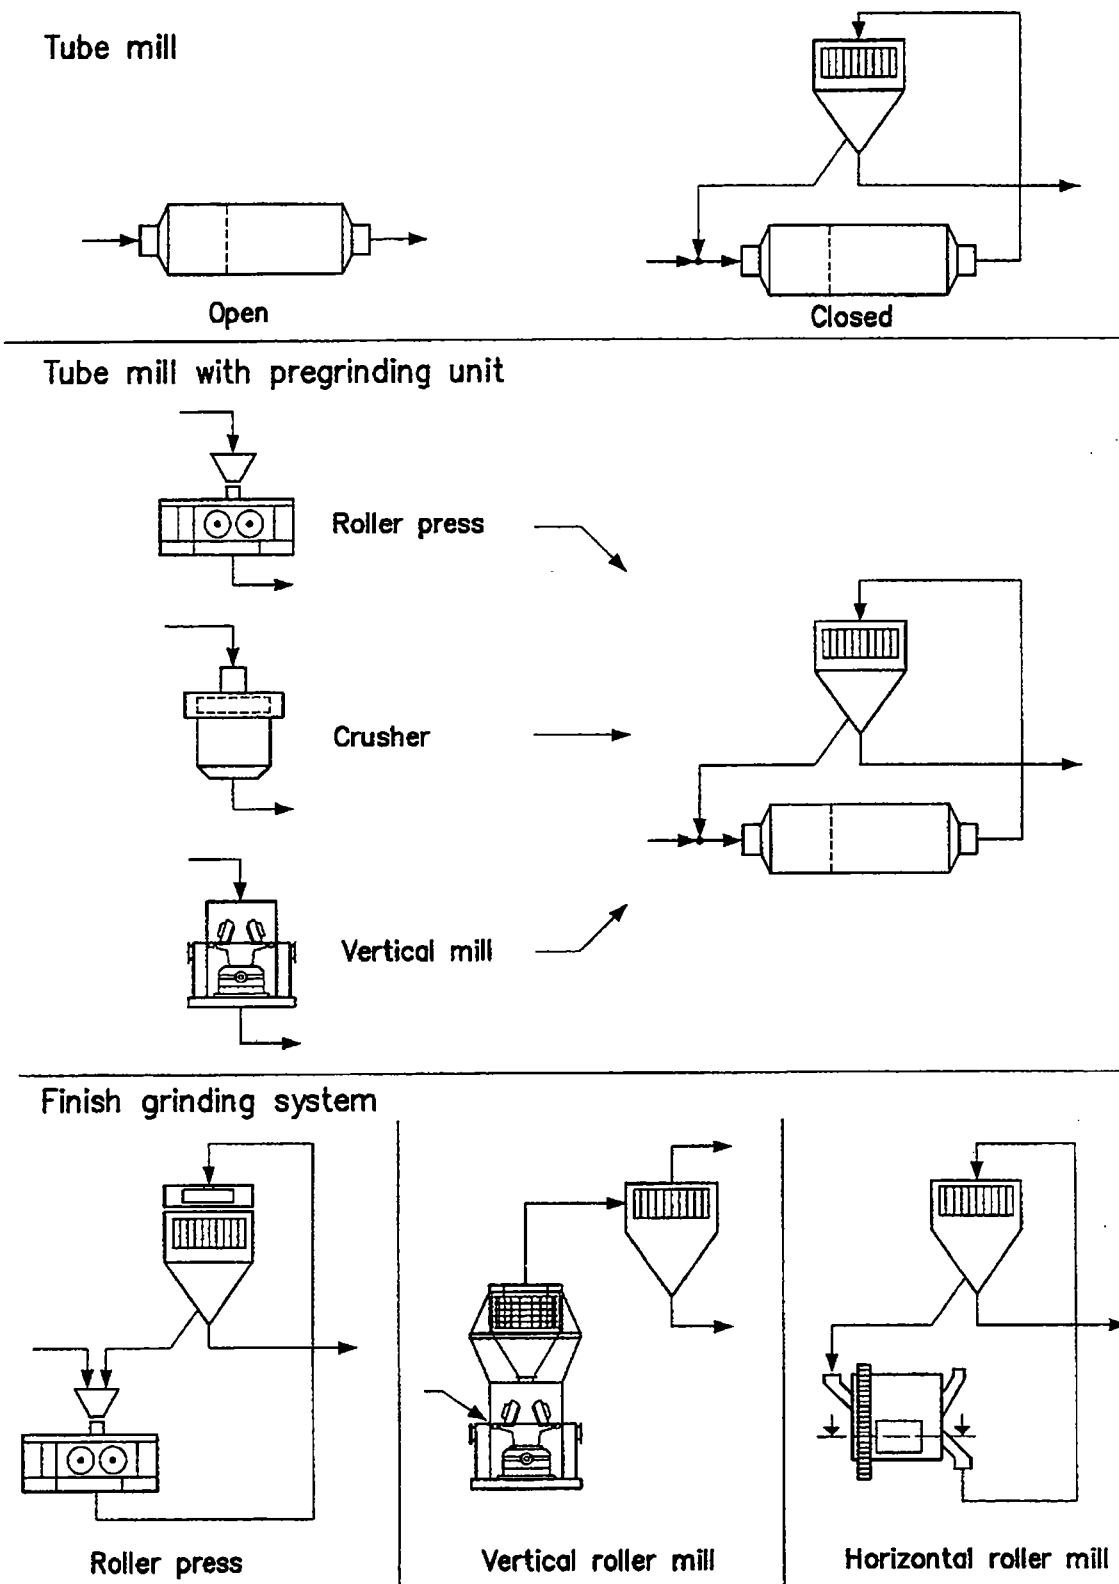 Tube mill
Open
Closed
Tube mill with pregrinding unit
Roller press
Crusher
Vertical mill
Finish grinding system
Roller press
Vertical roller mill
Horizontal roller mill